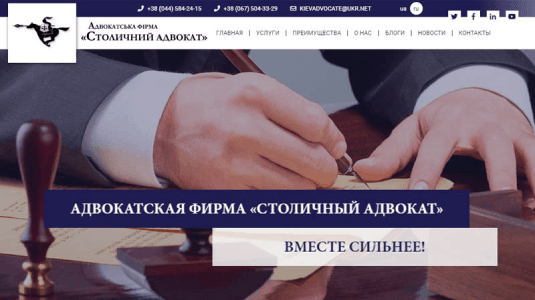 +38 (044) 584-24-15 +38 (067) 504-33-29 KIEVADVOCATE@UKR.NET ua ru
Адвокатська фірма
«Столичний адвокат»
ГЛАВНАЯ | УСЛУГИ | ПРЕИМУЩЕСТВА | О НАС | БЛОГИ | НОВОСТИ | КОНТАКТЫ
АДВОКАТСКАЯ ФИРМА «СТОЛИЧНЫЙ АДВОКАТ»
ВМЕСТЕ СИЛЬНЕЕ!